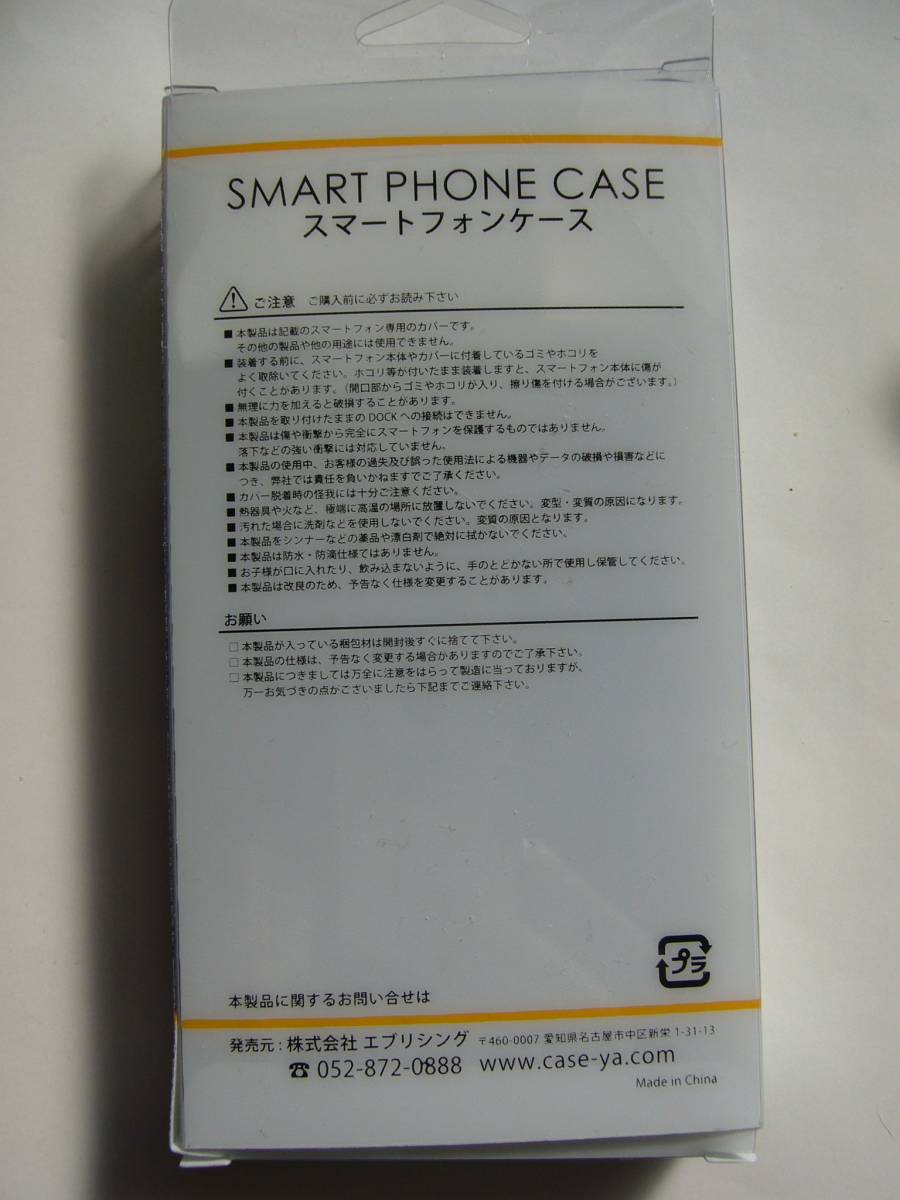 SMART PHONE CASE
スマートフォンケース
ご注意 ご購入前に必ずお読み下さい
■ 本製品は記載のスマートフォン専用のカバーです。
その他の製品や他の用途には使用できません。
■ 装着する前に、スマートフォン本体やカバーに付着しているゴミやホコリを
よく取除いてください。ホコリ等が付いたまま装着しますと、スマートフォン本体に傷が
付くことかあります。（開口部からゴミやホコリが入り、擦り傷を付ける場合がございます。）
■ 無理に力を加えると破損することがあります。
■ 本製品を取り付けたままの DOCK への接続はできません。
■ 本製品は傷や衝撃から完全にスマートフォンを保護するものではありません。
落下などの強い衝撃には対応していません。
■ 本製品の使用中、お客様の過失及び誤った使用法による機器やデータの破損や損害などに
つき、弊社では責任を負いかねますでご了承ください。
■ カバー脱着時の怪我には十分ご注意ください。
■ 熱器具や火など、極端に高温の場所に放置しないでください。変型・変質の原因になります。
■ 汚れた場合に洗剤などを使用しないでください。変質の原因となります。
■ 本製品をシンナーなどの薬品や漂白剤で絶対に拭かないでください。
■ 本製品は防水・防滴仕様ではありません。
■ お子様が口に入れたり、飲み込まないように、手のとどかない所で使用し保管してください。
■ 本製品は改良のため、予告なく仕様を変更することがあります。
お願い
□ 本製品が入っている梱包材は開封後すぐに捨てて下さい。
□ 本製品の仕様は、予告なく変更する場合がありますのでご了承下さい。
□ 本製品につきましては万全に注意をはらって製造に当っておりますが、
万一お気づきの点がこさいましたら下記までご連絡下さい。
プラ
本製品に関するお問い合せは
発売元 : 株式会社 エブリシング 〒460-0007 愛知県名古屋市中区新栄 1-31-13
☎ 052-872-0888 www.case-ya.com
Made in China